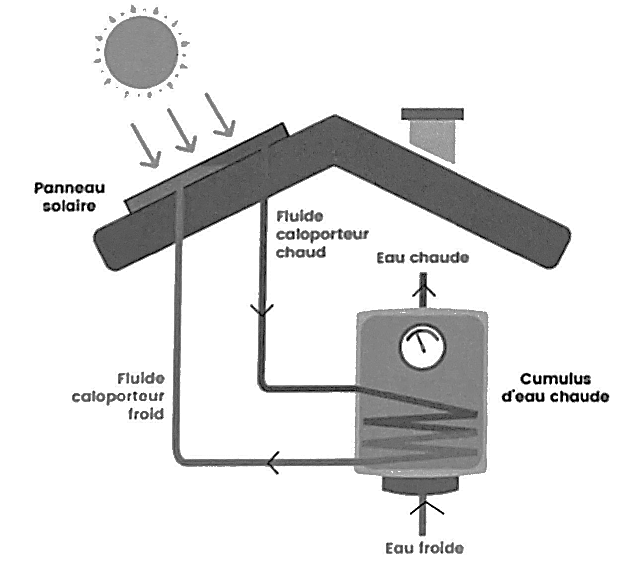 Panneau
solaire
Fluide
caloporteur
chaud
Eau chaude
Fluide
caloporteur
froid
Cumulus
d'eau chaude
Eau froide